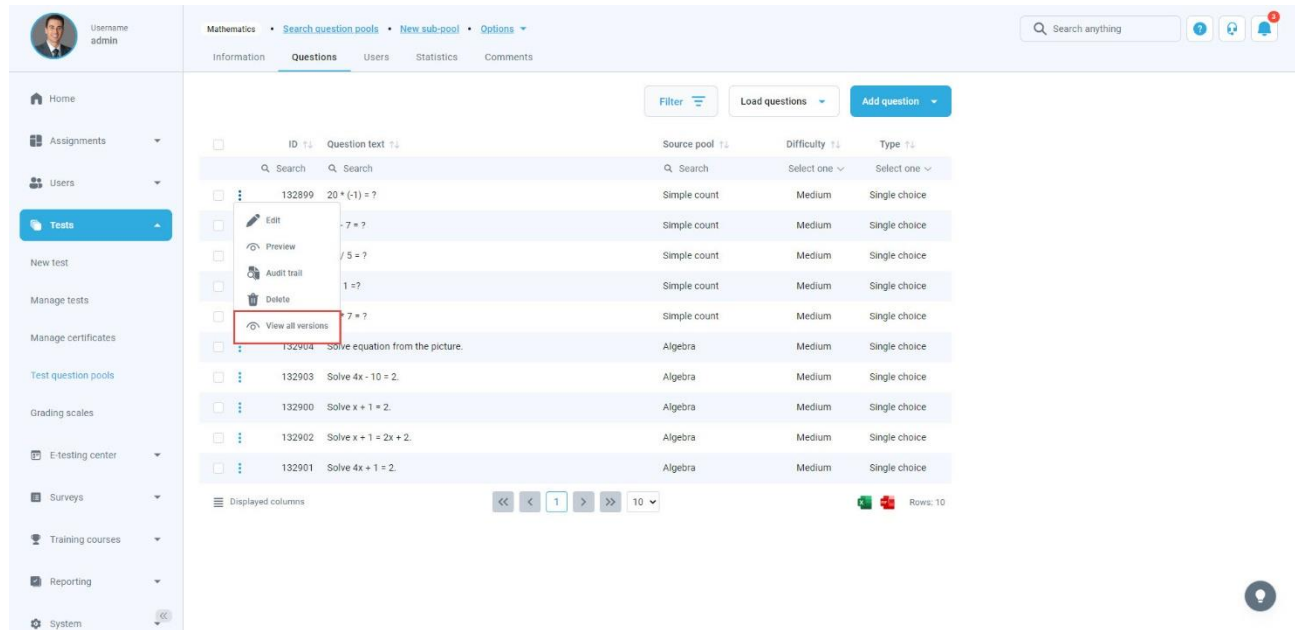 Username
admin
Mathematics • Search question pools • New sub-pool • Options
Search anything
3
Information Questions Users Statistics Comments
Home
Assignments
Users
Tests
New test
Manage tests
Manage certificates
Test question pools
Grading scales
E-testing center
Surveys
Training courses
Reporting
System
Filter Load questions Add question
ID Question text Source pool Difficulty Type
Search Search Search Select one Select one
132899 20 * (-1) = ? Simple count Medium Single choice
- 7 = ? Simple count Medium Single choice
/ 5 = ? Simple count Medium Single choice
1 =? Simple count Medium Single choice
* 7 = ? Simple count Medium Single choice
Edit
Preview
Audit trail
Delete
View all versions
132904 Solve equation from the picture. Algebra Medium Single choice
132903 Solve 4x - 10 = 2. Algebra Medium Single choice
132900 Solve x + 1 = 2. Algebra Medium Single choice
132902 Solve x + 1 = 2x + 2. Algebra Medium Single choice
132901 Solve 4x + 1 = 2. Algebra Medium Single choice
Displayed columns << < 1 > >> 10 Rows: 10